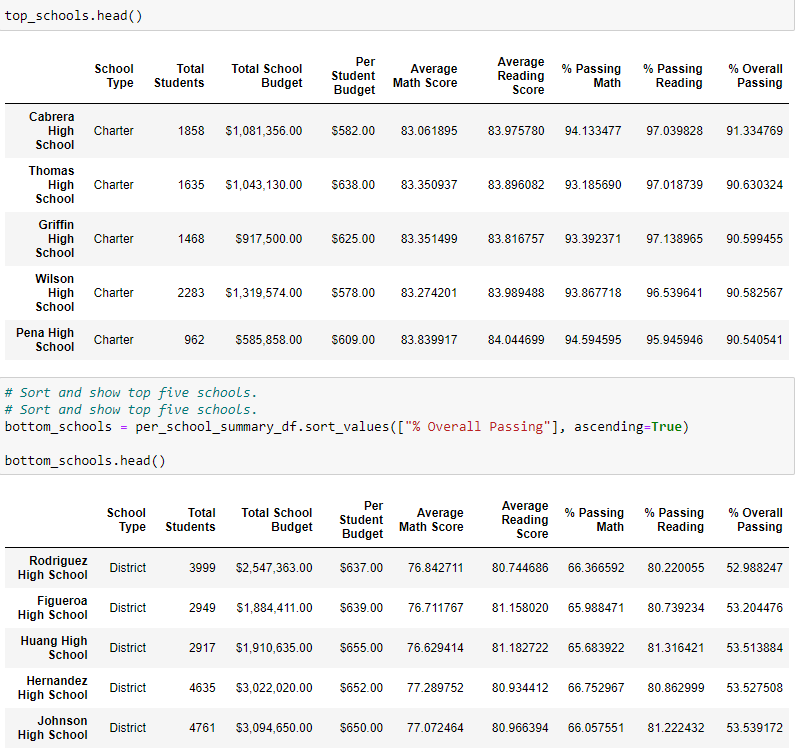 top_schools.head()
School Type Total Students Total School Budget Per Student Budget Average Math Score Average Reading Score % Passing Math % Passing Reading % Overall Passing
Cabrera High School Charter 1858 $1,081,356.00 $582.00 83.061895 83.975780 94.133477 97.039828 91.334769
Thomas High School Charter 1635 $1,043,130.00 $638.00 83.350937 83.896082 93.185690 97.018739 90.630324
Griffin High School Charter 1468 $917,500.00 $625.00 83.351499 83.816757 93.392371 97.138965 90.599455
Wilson High School Charter 2283 $1,319,574.00 $578.00 83.274201 83.989488 93.867718 96.539641 90.582567
Pena High School Charter 962 $585,858.00 $609.00 83.839917 84.044699 94.594595 95.945946 90.540541
# Sort and show top five schools.
# Sort and show top five schools.
bottom_schools = per_school_summary_df.sort_values(["% Overall Passing"], ascending=True)
bottom_schools.head()
School Type Total Students Total School Budget Per Student Budget Average Math Score Average Reading Score % Passing Math % Passing Reading % Overall Passing
Rodriguez High School District 3999 $2,547,363.00 $637.00 76.842711 80.744686 66.366592 80.220055 52.988247
Figueroa High School District 2949 $1,884,411.00 $639.00 76.711767 81.158020 65.988471 80.739234 53.204476
Huang High School District 2917 $1,910,635.00 $655.00 76.629414 81.182722 65.683922 81.316421 53.513884
Hernandez High School District 4635 $3,022,020.00 $652.00 77.289752 80.934412 66.752967 80.862999 53.527508
Johnson High School District 4761 $3,094,650.00 $650.00 77.072464 80.966394 66.057551 81.222432 53.539172